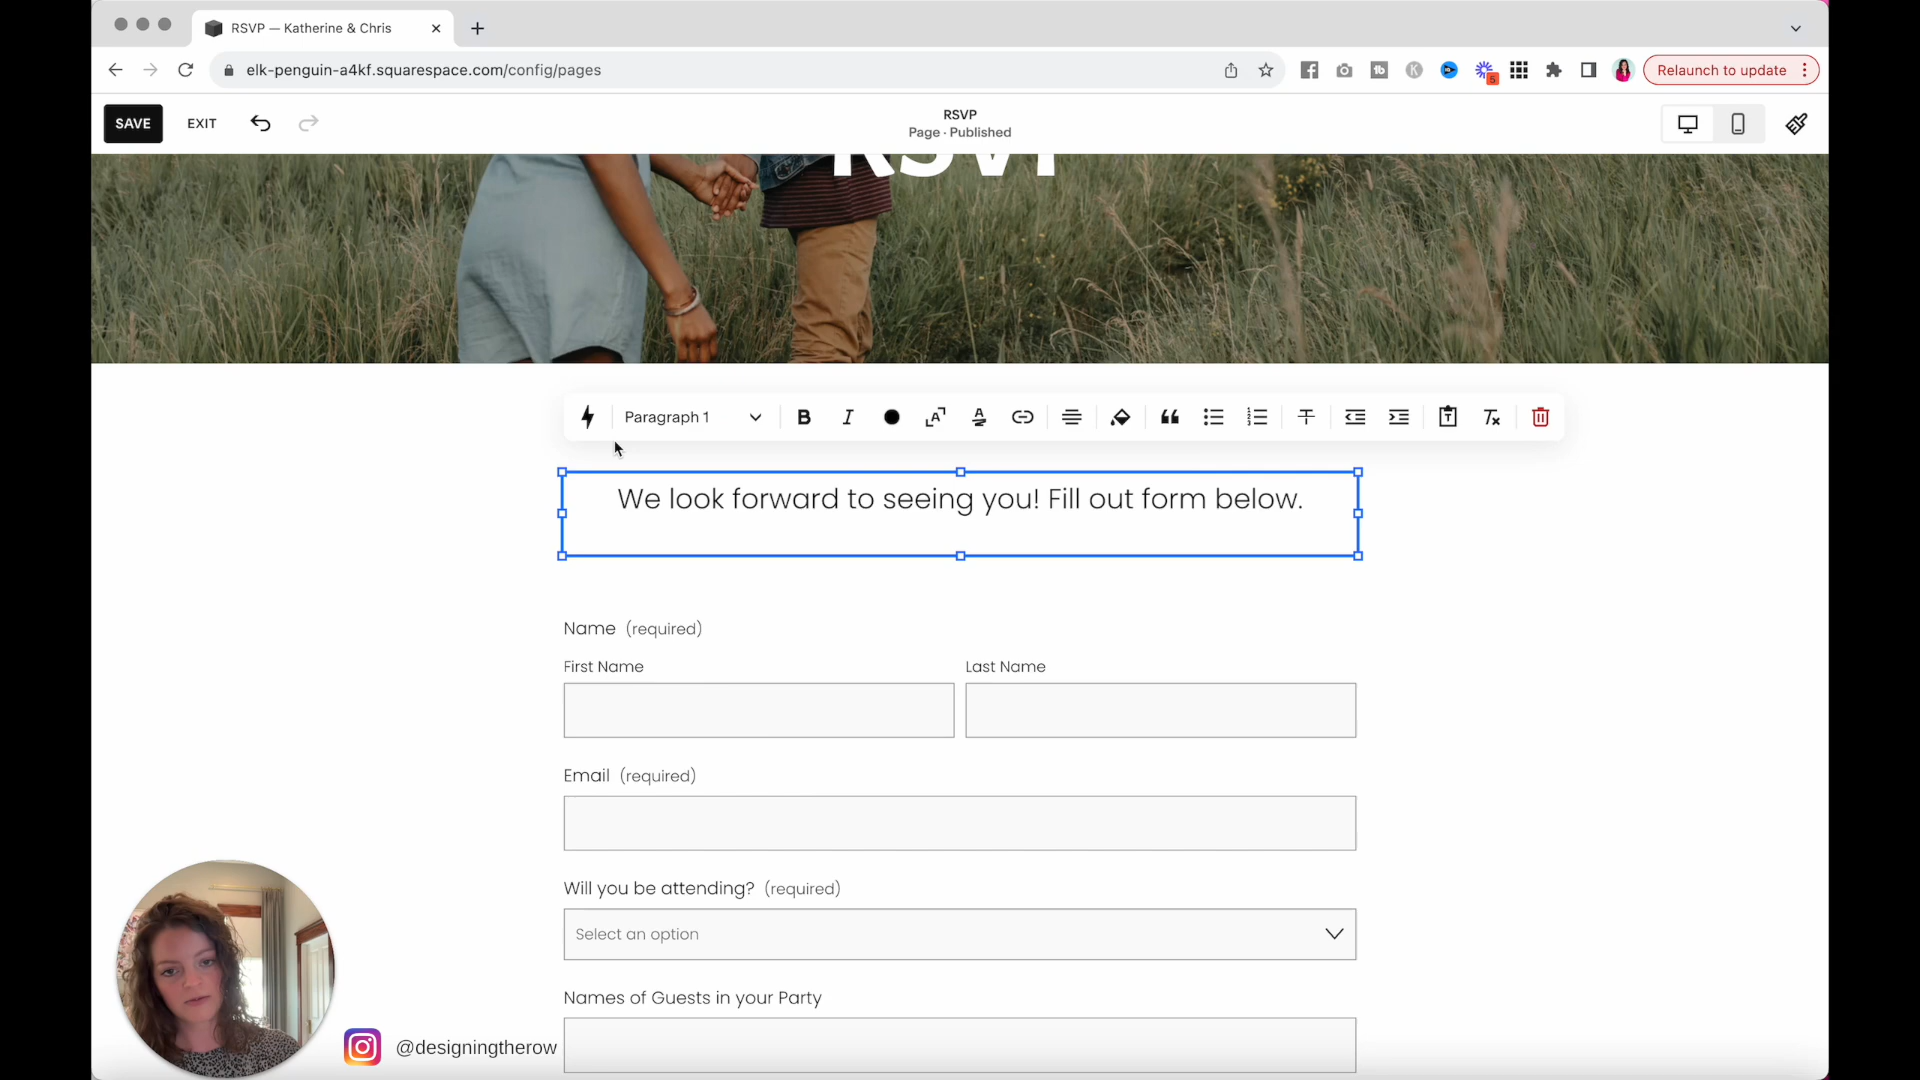 RSVP — Katherine & Chris
elk-penguin-a4kf.squarespace.com/config/pages
Relaunch to update
5
SAVE
EXIT
RSVP
Page · Published
RSVP
Paragraph 1
We look forward to seeing you! Fill out form below.
Name (required)
First Name
Last Name
Email (required)
Will you be attending? (required)
Select an option
Names of Guests in your Party
@designingtherow